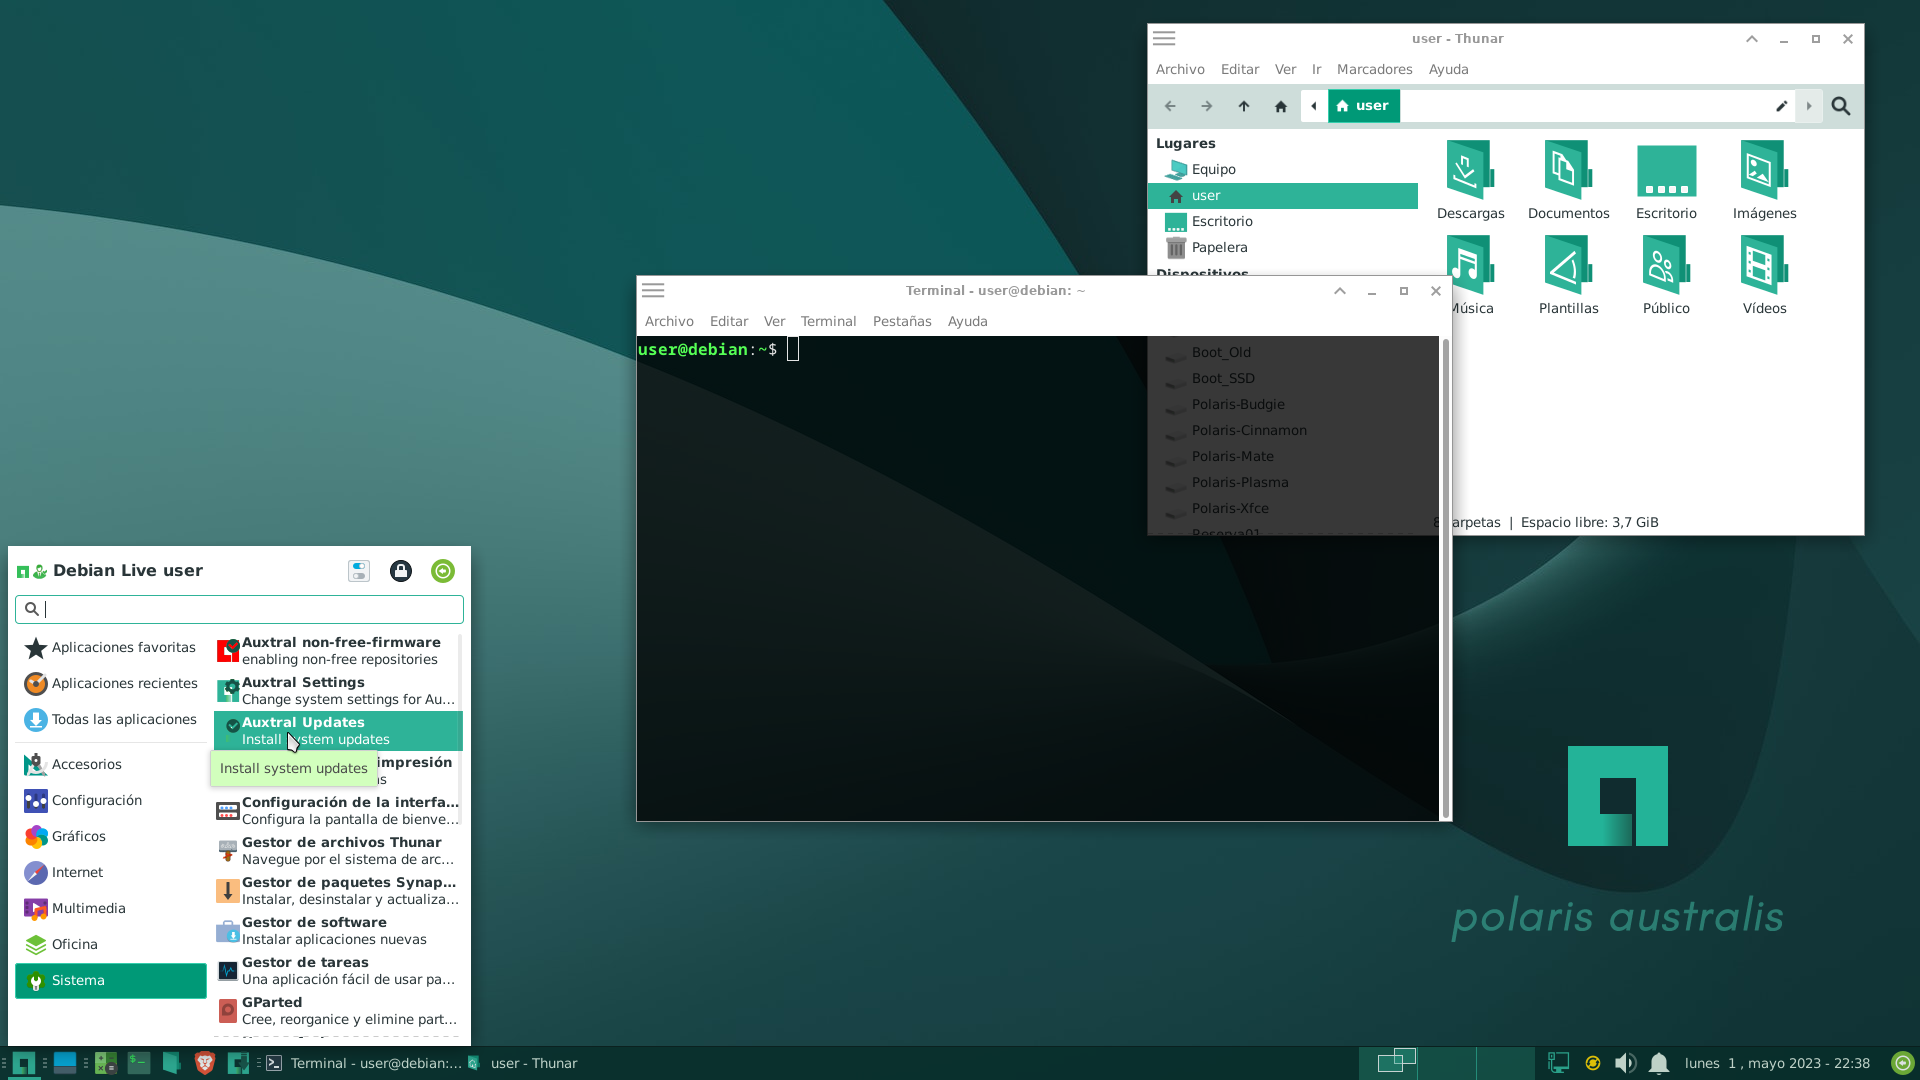 user - Thunar
Archivo Editar Ver Ir Marcadores Ayuda
user
Lugares
Equipo
user
Escritorio
Papelera
Dispositivos
Descargas Documentos Escritorio Imágenes
Música Plantillas Público Vídeos
Boot_Old
Boot_SSD
Polaris-Budgie
Polaris-Cinnamon
Polaris-Mate
Polaris-Plasma
Polaris-Xfce
Reserva01
8 carpetas | Espacio libre: 3,7 GiB
Terminal - user@debian: ~
Archivo Editar Ver Terminal Pestañas Ayuda
user@debian:~$
Debian Live user
Aplicaciones favoritas
Aplicaciones recientes
Todas las aplicaciones
Accesorios
Configuración
Gráficos
Internet
Multimedia
Oficina
Sistema
Auxtral non-free-firmware
enabling non-free repositories
Auxtral Settings
Change system settings for Au...
Auxtral Updates
Install system updates
Install system updates
impresión
as
Configuración de la interfa...
Configura la pantalla de bienve...
Gestor de archivos Thunar
Navegue por el sistema de arc...
Gestor de paquetes Synap...
Instalar, desinstalar y actualiza...
Gestor de software
Instalar aplicaciones nuevas
Gestor de tareas
Una aplicación fácil de usar pa...
GParted
Cree, reorganice y elimine part...
polaris australis
Terminal - user@debian:...
user - Thunar
lunes 1 , mayo 2023 - 22:38